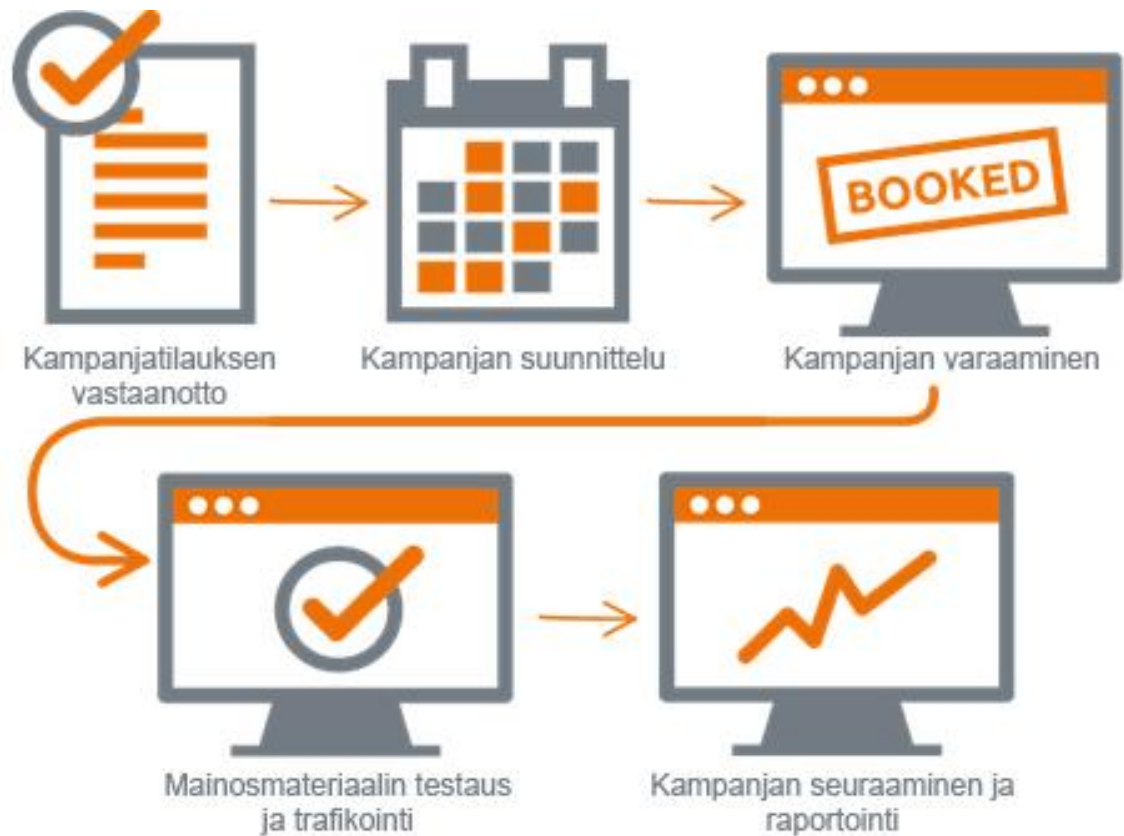 Kampanjatilauksen
vastaanotto
Kampanjan suunnittelu
BOOKED
Kampanjan varaaminen
Mainosmateriaalin testaus
ja trafikointi
Kampanjan seuraaminen ja
raportointi